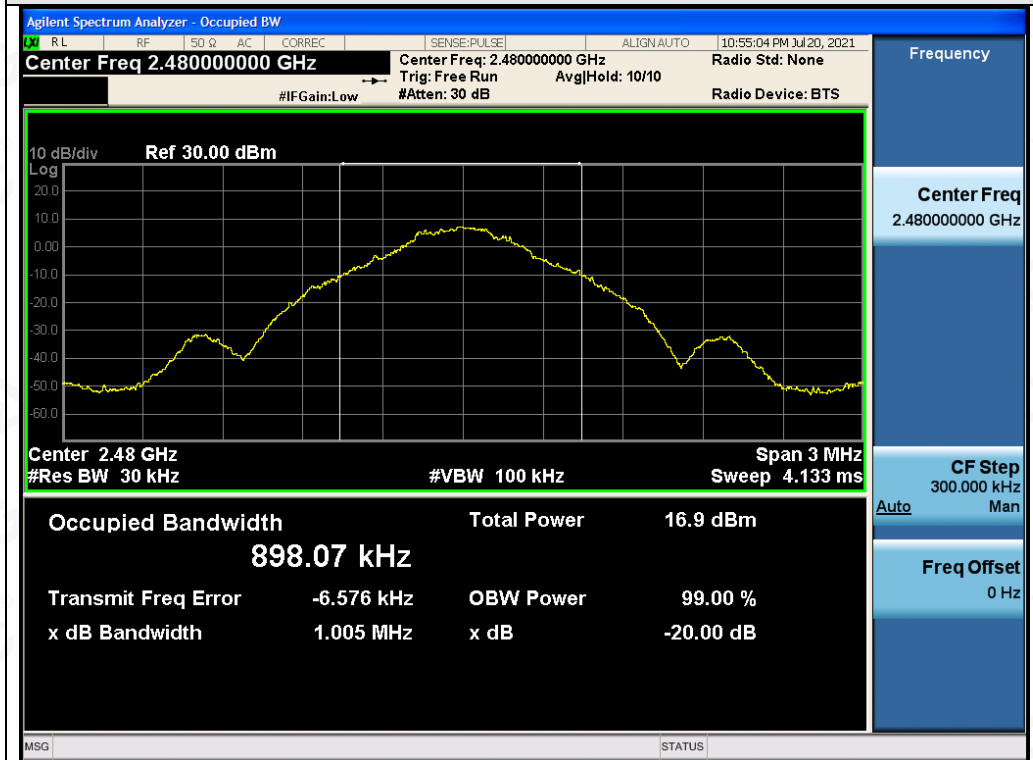 Agilent Spectrum Analyzer - Occupied BW
LXI RL RF 50 Ω AC CORREC SENSE:PULSE ALIGN AUTO 10:55:04 PM Jul 20, 2021
Center Freq 2.480000000 GHz Center Freq: 2.480000000 GHz Radio Std: None Frequency
Trig: Free Run Avg|Hold: 10/10
#IFGain:Low #Atten: 30 dB Radio Device: BTS
10 dB/div Ref 30.00 dBm
Log
20.0
10.0
0.00
-10.0
-20.0
-30.0
-40.0
-50.0
-60.0
Center 2.48 GHz Span 3 MHz
#Res BW 30 kHz #VBW 100 kHz Sweep 4.133 ms
Center Freq
2.480000000 GHz
CF Step
300.000 kHz
Auto Man
Freq Offset
0 Hz
Occupied Bandwidth Total Power 16.9 dBm
898.07 kHz
Transmit Freq Error -6.576 kHz OBW Power 99.00 %
x dB Bandwidth 1.005 MHz x dB -20.00 dB
MSG STATUS